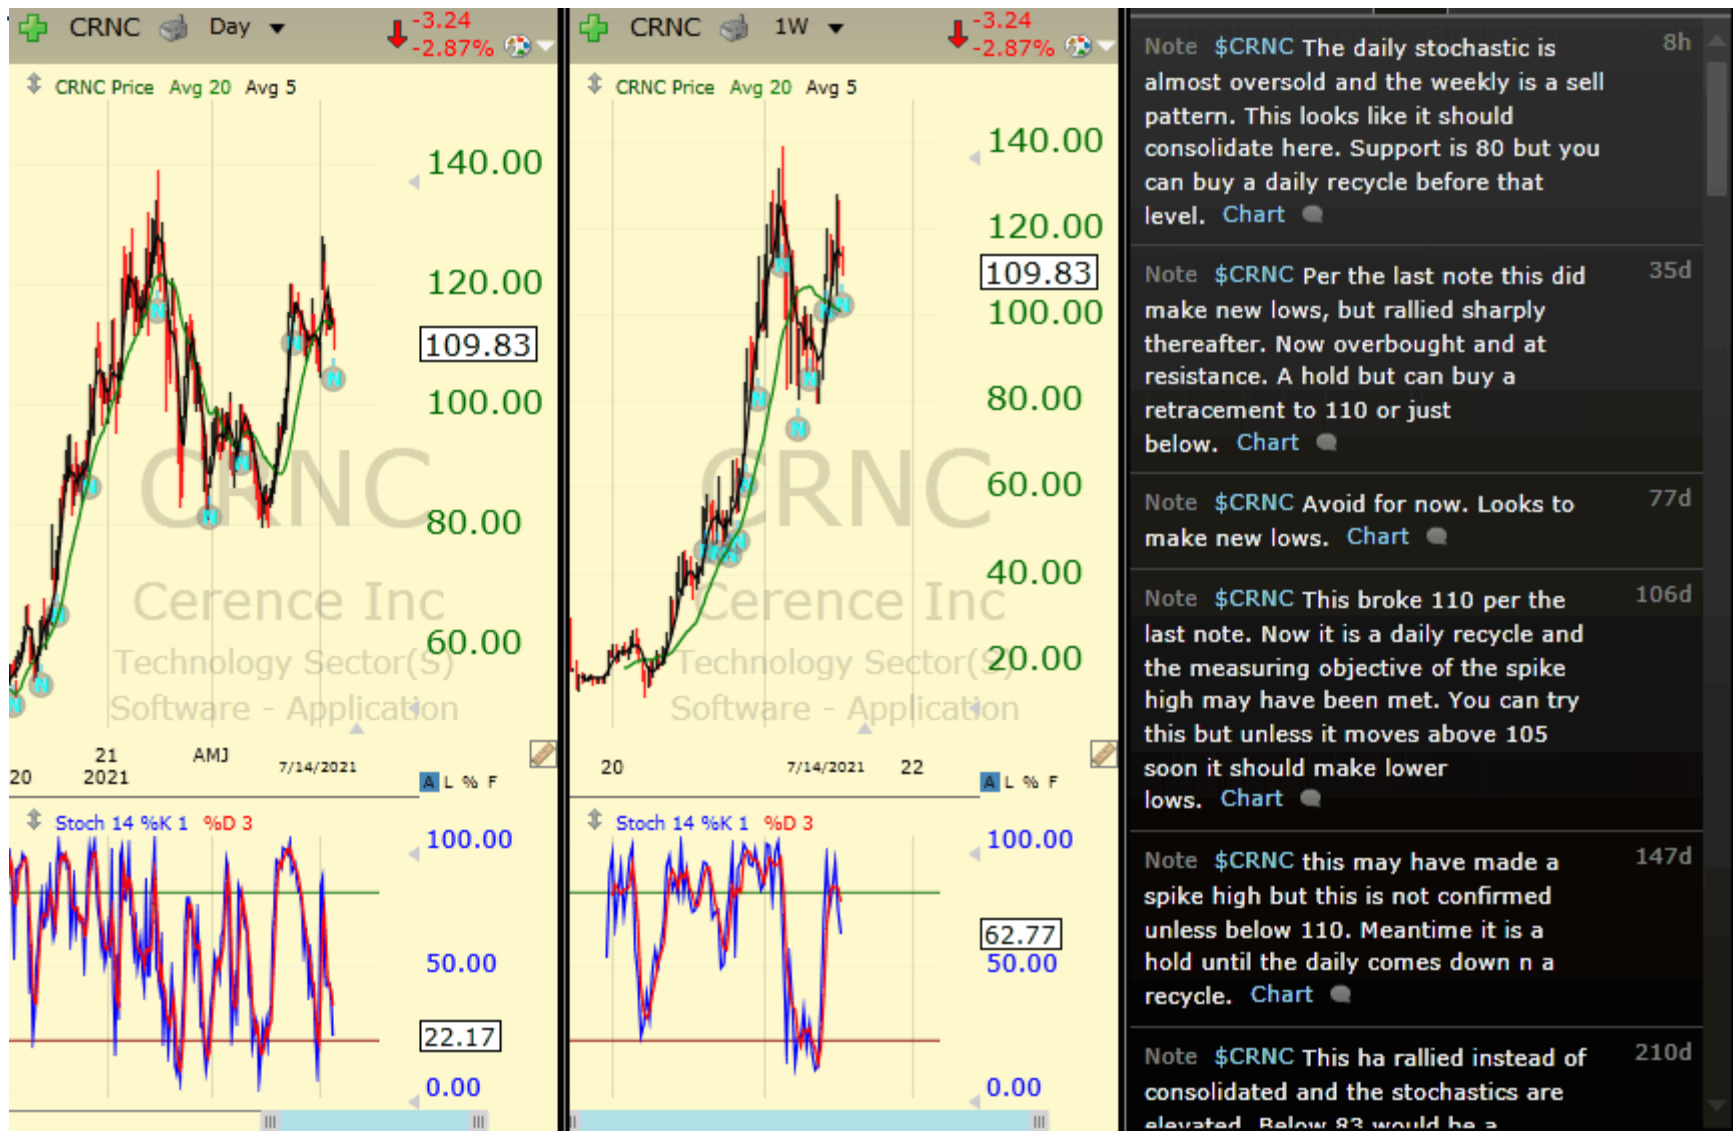 CRNC Day -3.24
-2.87%
CRNC Price Avg 20 Avg 5
140.00
120.00
109.83
100.00
80.00
60.00
CRNC
Cerence Inc
Technology Sector(S)
Software - Application
N
N
N
N
N
N
N
N
N
20 21 AMJ 7/14/2021
2021
A L % F
Stoch 14 %K 1 %D 3
100.00
50.00
22.17
0.00
CRNC 1W -3.24
-2.87%
CRNC Price Avg 20 Avg 5
140.00
120.00
109.83
100.00
80.00
60.00
40.00
20.00
CRNC
Cerence Inc
Technology Sector(S)
Software - Application
N
N
N
N
N
N
N
N
20 7/14/2021 22
A L % F
Stoch 14 %K 1 %D 3
100.00
62.77
50.00
0.00
Note $CRNC The daily stochastic is 8h
almost oversold and the weekly is a sell
pattern. This looks like it should
consolidate here. Support is 80 but you
can buy a daily recycle before that
level. Chart
Note $CRNC Per the last note this did 35d
make new lows, but rallied sharply
thereafter. Now overbought and at
resistance. A hold but can buy a
retracement to 110 or just
below. Chart
Note $CRNC Avoid for now. Looks to 77d
make new lows. Chart
Note $CRNC This broke 110 per the 106d
last note. Now it is a daily recycle and
the measuring objective of the spike
high may have been met. You can try
this but unless it moves above 105
soon it should make lower
lows. Chart
Note $CRNC this may have made a 147d
spike high but this is not confirmed
unless below 110. Meantime it is a
hold until the daily comes down n a
recycle. Chart
Note $CRNC This ha rallied instead of 210d
consolidated and the stochastics are
elevated. Below 83 would be a